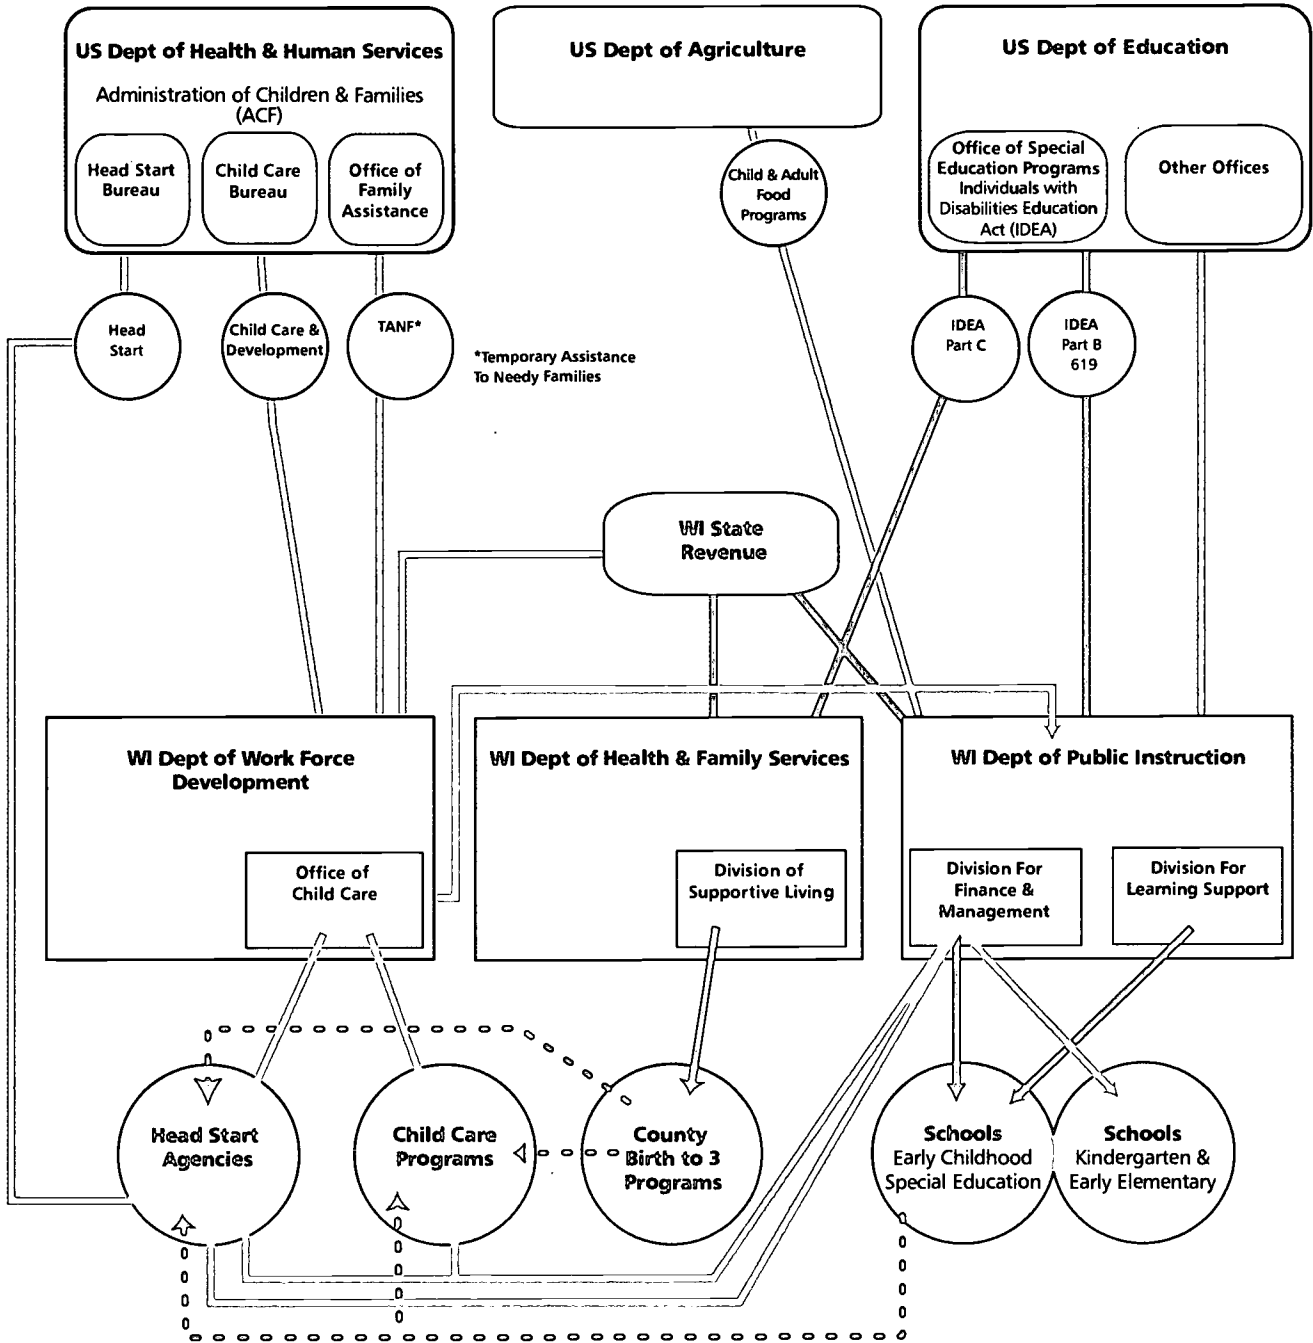 US Dept of Health & Human Services
Administration of Children & Families
(ACF)
Head Start
Bureau
Child Care
Bureau
Office of
Family
Assistance
US Dept of Agriculture
Child & Adult
Food
Programs
US Dept of Education
Office of Special
Education Programs
Individuals with
Disabilities Education
Act (IDEA)
Other Offices
Head
Start
Child Care &
Development
TANF*
*Temporary Assistance
To Needy Families
IDEA
Part C
IDEA
Part B
619
WI State
Revenue
WI Dept of Work Force
Development
Office of
Child Care
WI Dept of Health & Family Services
Division of
Supportive Living
WI Dept of Public Instruction
Division For
Finance &
Management
Division For
Learning Support
Head Start
Agencies
Child Care
Programs
County
Birth to 3
Programs
Schools
Early Childhood
Special Education
Schools
Kindergarten &
Early Elementary